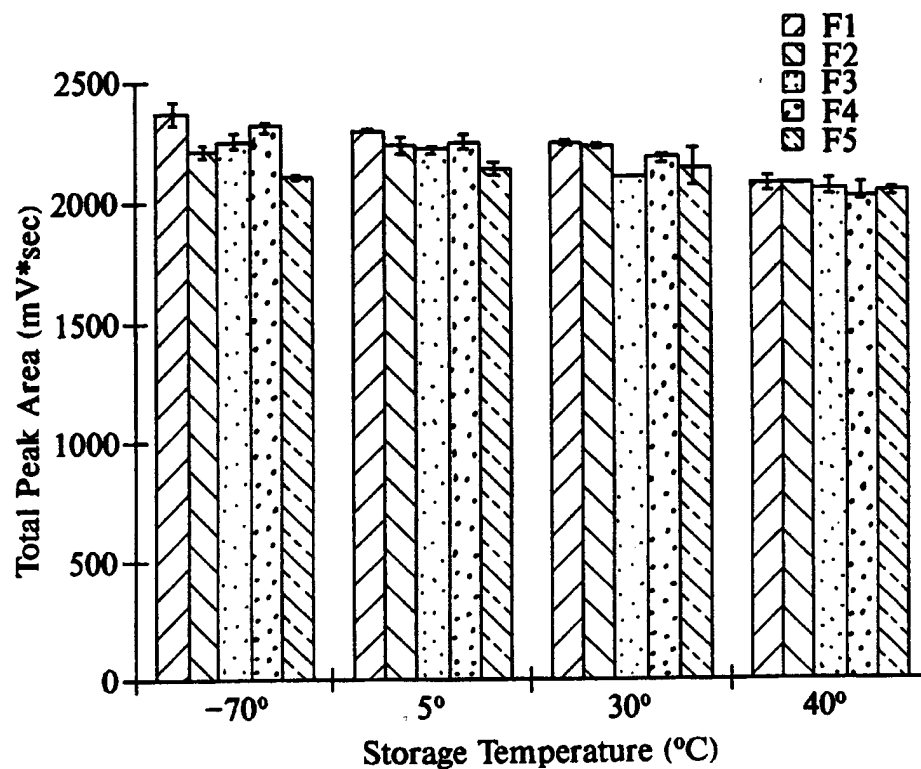 F1
F2
F3
F4
F5
Total Peak Area (mV*sec)
2500
2000
1500
1000
500
0
−70° 5° 30° 40°
Storage Temperature (°C)